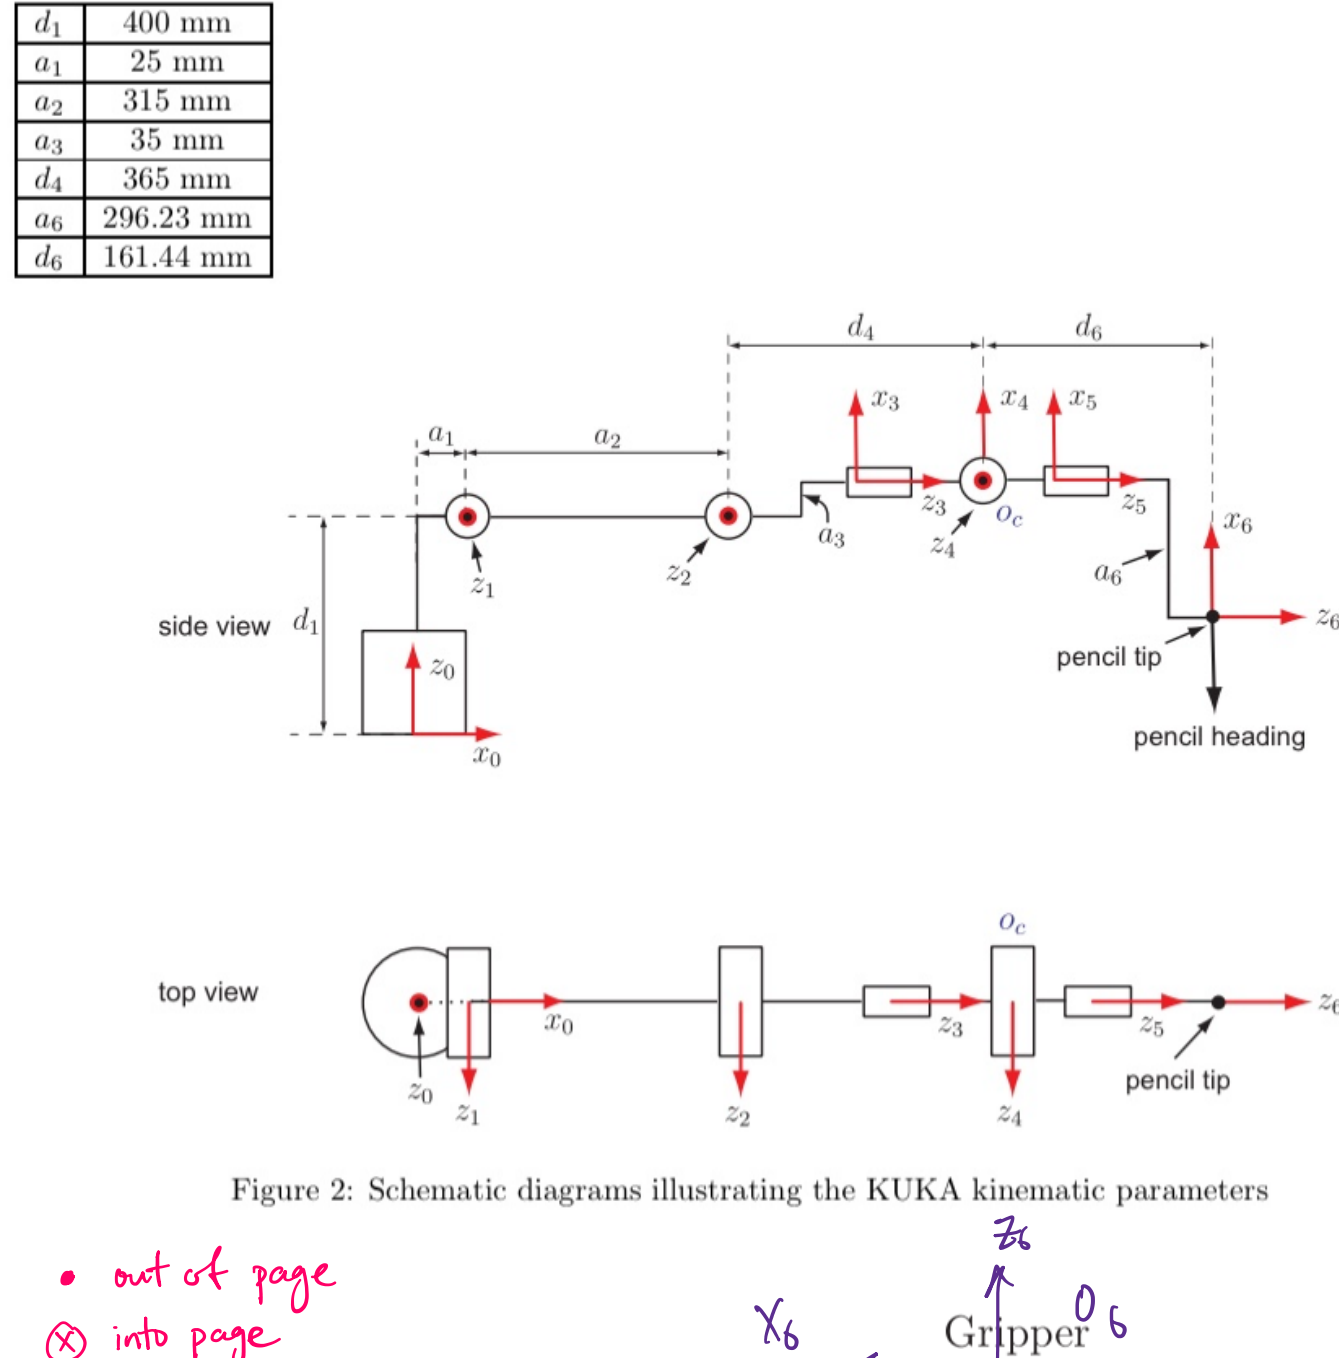 d1 400 mm
a1 25 mm
a2 315 mm
a3 35 mm
d4 365 mm
a6 296.23 mm
d6 161.44 mm
d4 d6
x3 x4 x5
a1 a2
z3 oc z5
a3 z4 x6
z1 z2 a6
side view d1 z6
pencil tip
z0
pencil heading
x0
oc
top view z6
x0 z3 z5
pencil tip
z0 z1 z2 z4
Figure 2: Schematic diagrams illustrating the KUKA kinematic parameters
z6
• out of page
x6 O6
Gripper
ⓧ into page